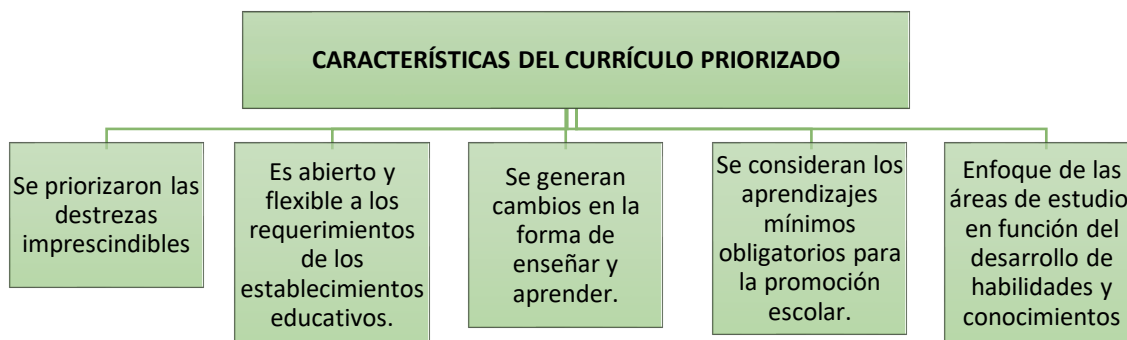 CARACTERÍSTICAS DEL CURRÍCULO PRIORIZADO
Se priorizaron las
destrezas
imprescindibles
Es abierto y
flexible a los
requerimientos
de los
establecimientos
educativos.
Se generan
cambios en la
forma de
enseñar y
aprender.
Se consideran los
aprendizajes
mínimos
obligatorios para
la promoción
escolar.
Enfoque de las
áreas de estudio
en función del
desarrollo de
habilidades y
conocimientos